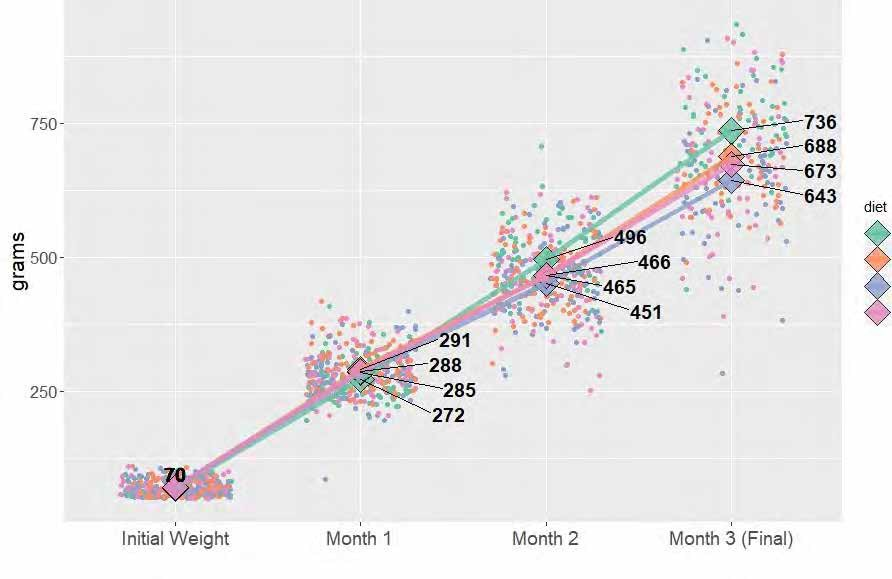 750
500
250
grams
70
291
288
285
272
496
466
465
451
736
688
673
643
Initial Weight
Month 1
Month 2
Month 3 (Final)
diet